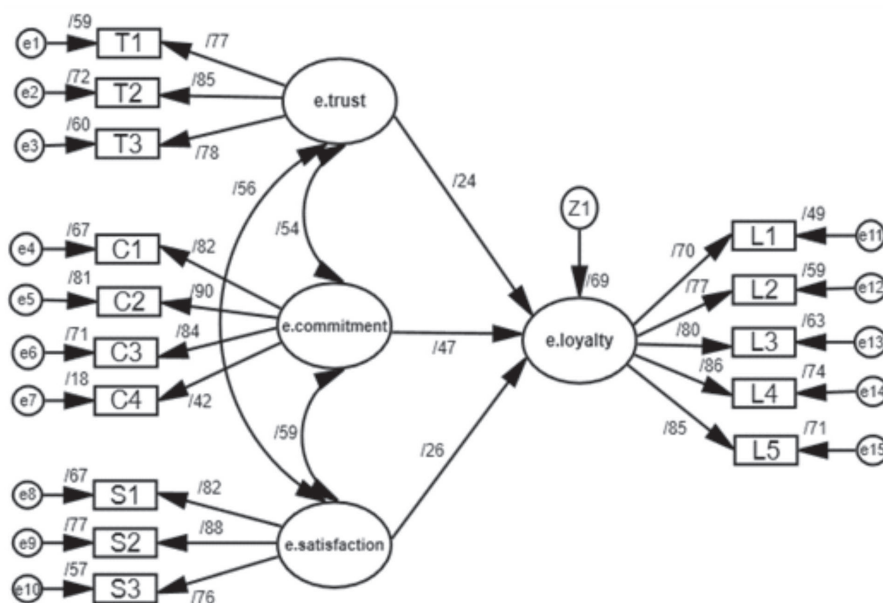 /59
e1
T1
/77
/72
e2
T2
/85
e.trust
/60
e3
T3
/78
/56
/24
/54
Z1
/67
e4
C1
/82
/81
e5
C2
/90
e.commitment
/71
e6
C3
/84
/18
e7
C4
/42
/47
/69
e.loyalty
/70
L1
/49
e11
/77
L2
/59
e12
/80
L3
/63
e13
/86
L4
/74
e14
/85
L5
/71
e15
/59
/26
/67
e8
S1
/82
/77
e9
S2
/88
e.satisfaction
/57
e10
S3
/76